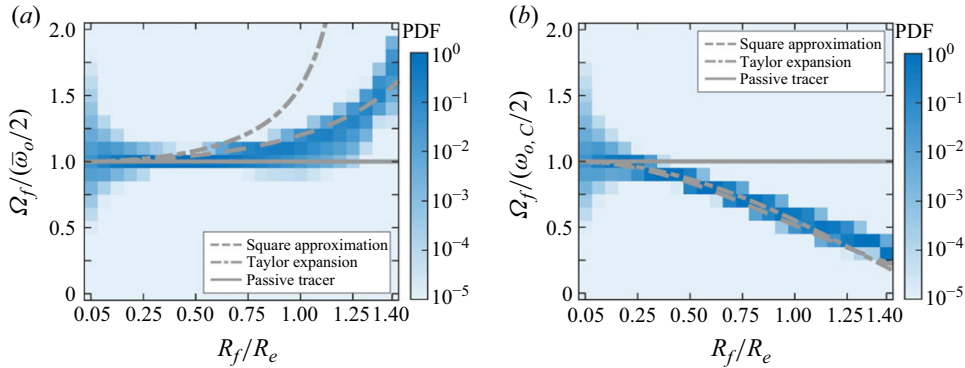 (a)
PDF
2.0
1.5
1.0
0.5
0
Ω_f/(ω̄_o/2)
10^0
10^-1
10^-2
10^-3
10^-4
10^-5
Square approximation
Taylor expansion
Passive tracer
0.05 0.25 0.50 0.75 1.00 1.25 1.40
R_f/R_e
(b)
PDF
2.0
1.5
1.0
0.5
0
Ω_f/(ω_{o, C}/2)
10^0
10^-1
10^-2
10^-3
10^-4
10^-5
Square approximation
Taylor expansion
Passive tracer
0.05 0.25 0.50 0.75 1.00 1.25 1.40
R_f/R_e